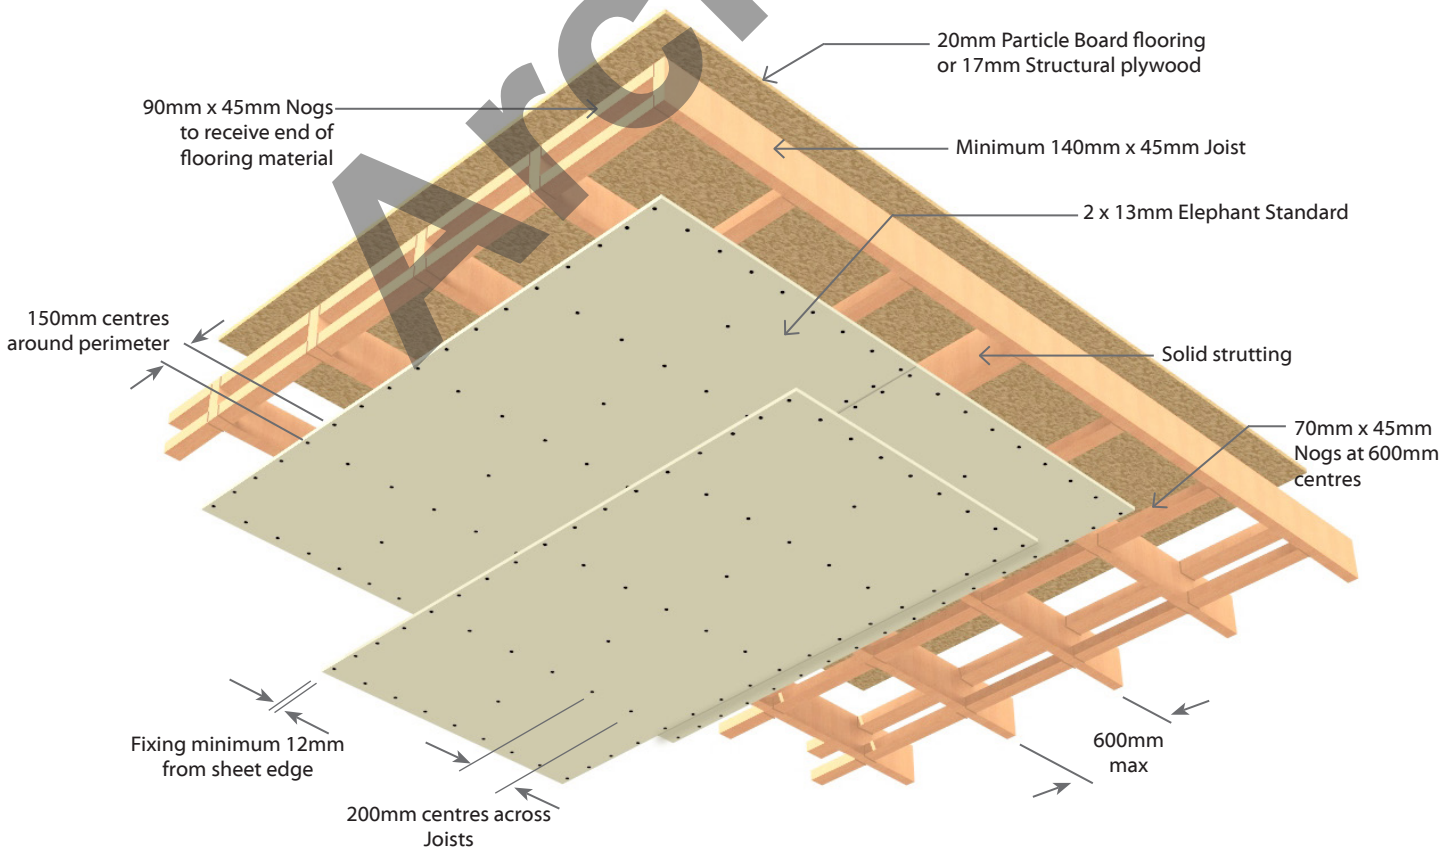 20mm Particle Board flooring
or 17mm Structural plywood
90mm x 45mm Nogs
to receive end of
flooring material
Minimum 140mm x 45mm Joist
2 x 13mm Elephant Standard
150mm centres
around perimeter
Solid strutting
70mm x 45mm
Nogs at 600mm
centres
Fixing minimum 12mm
from sheet edge
600mm
max
200mm centres across
Joists